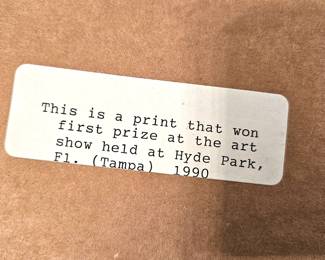 This is a print that won
first prize at the art
show held at Hyde Park,
Fl. (Tampa) 1990